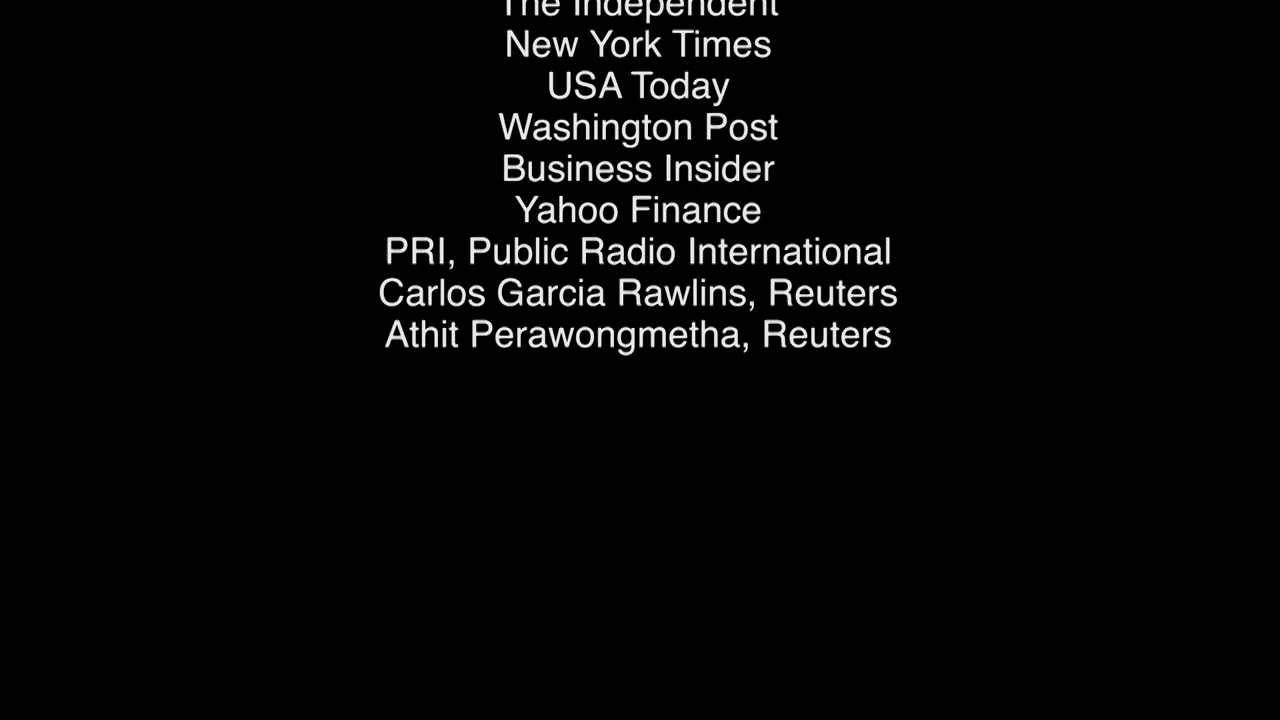 The Independent
New York Times
USA Today
Washington Post
Business Insider
Yahoo Finance
PRI, Public Radio International
Carlos Garcia Rawlins, Reuters
Athit Perawongmetha, Reuters